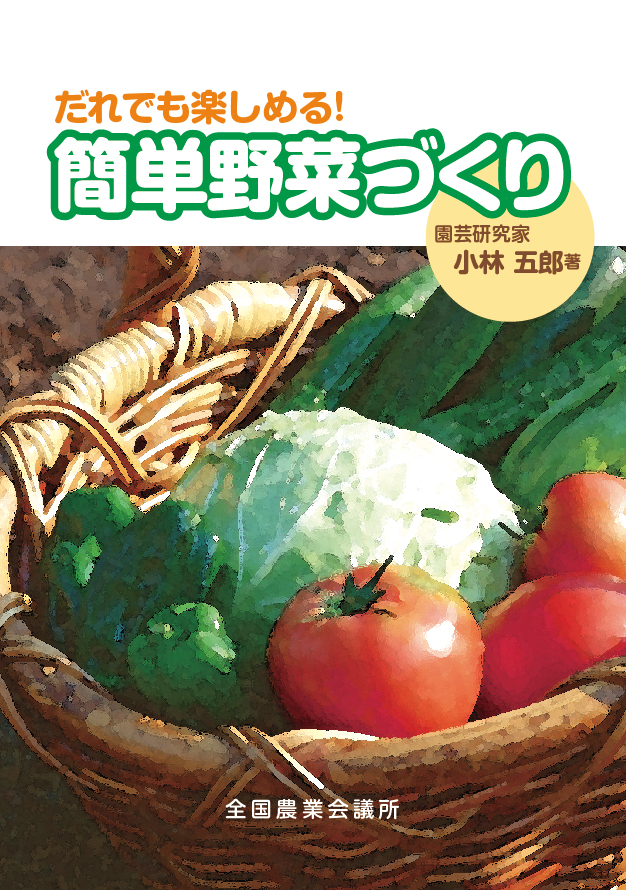 だれでも楽しめる!
簡単野菜づくり
園芸研究家
小林 五郎著
全国農業会議所